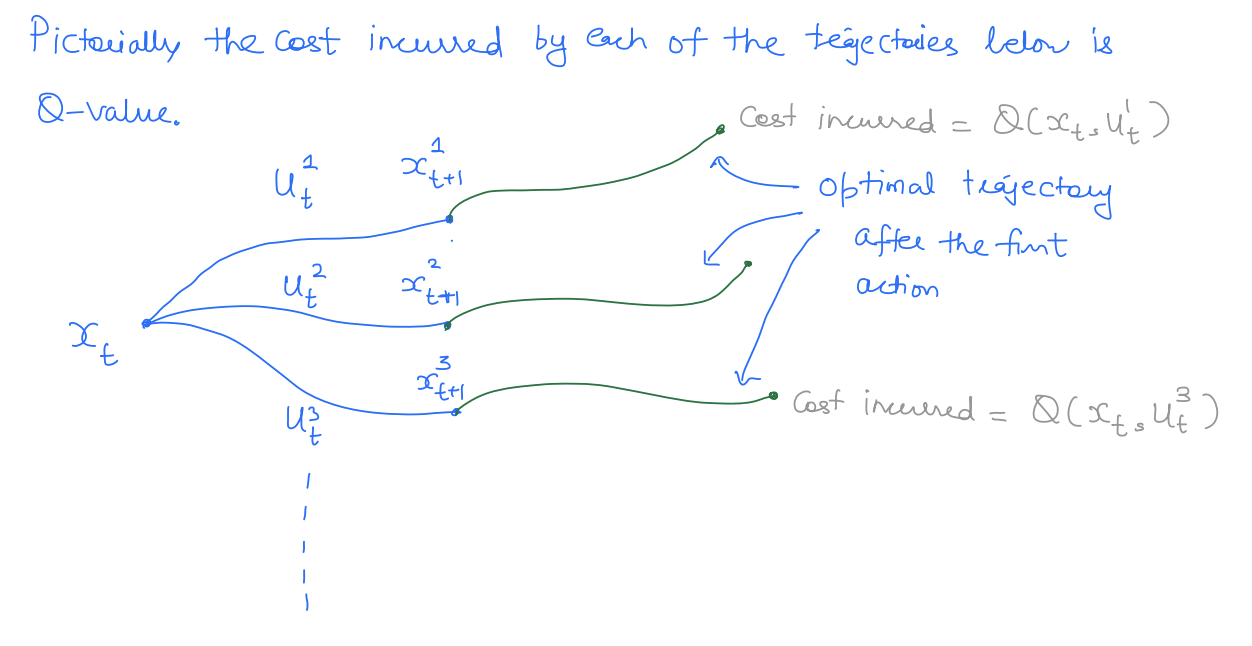 Pictorially the cost incurred by each of the trajectories below is
Q-value.
Cost incurred = Q(x_t, u_t^1)
u_t^1
x_{t+1}^1
optimal trajectory
after the first
action
u_t^2
x_{t+1}^2
x_t
x_{t+1}^3
u_t^3
Cost incurred = Q(x_t, u_t^3)